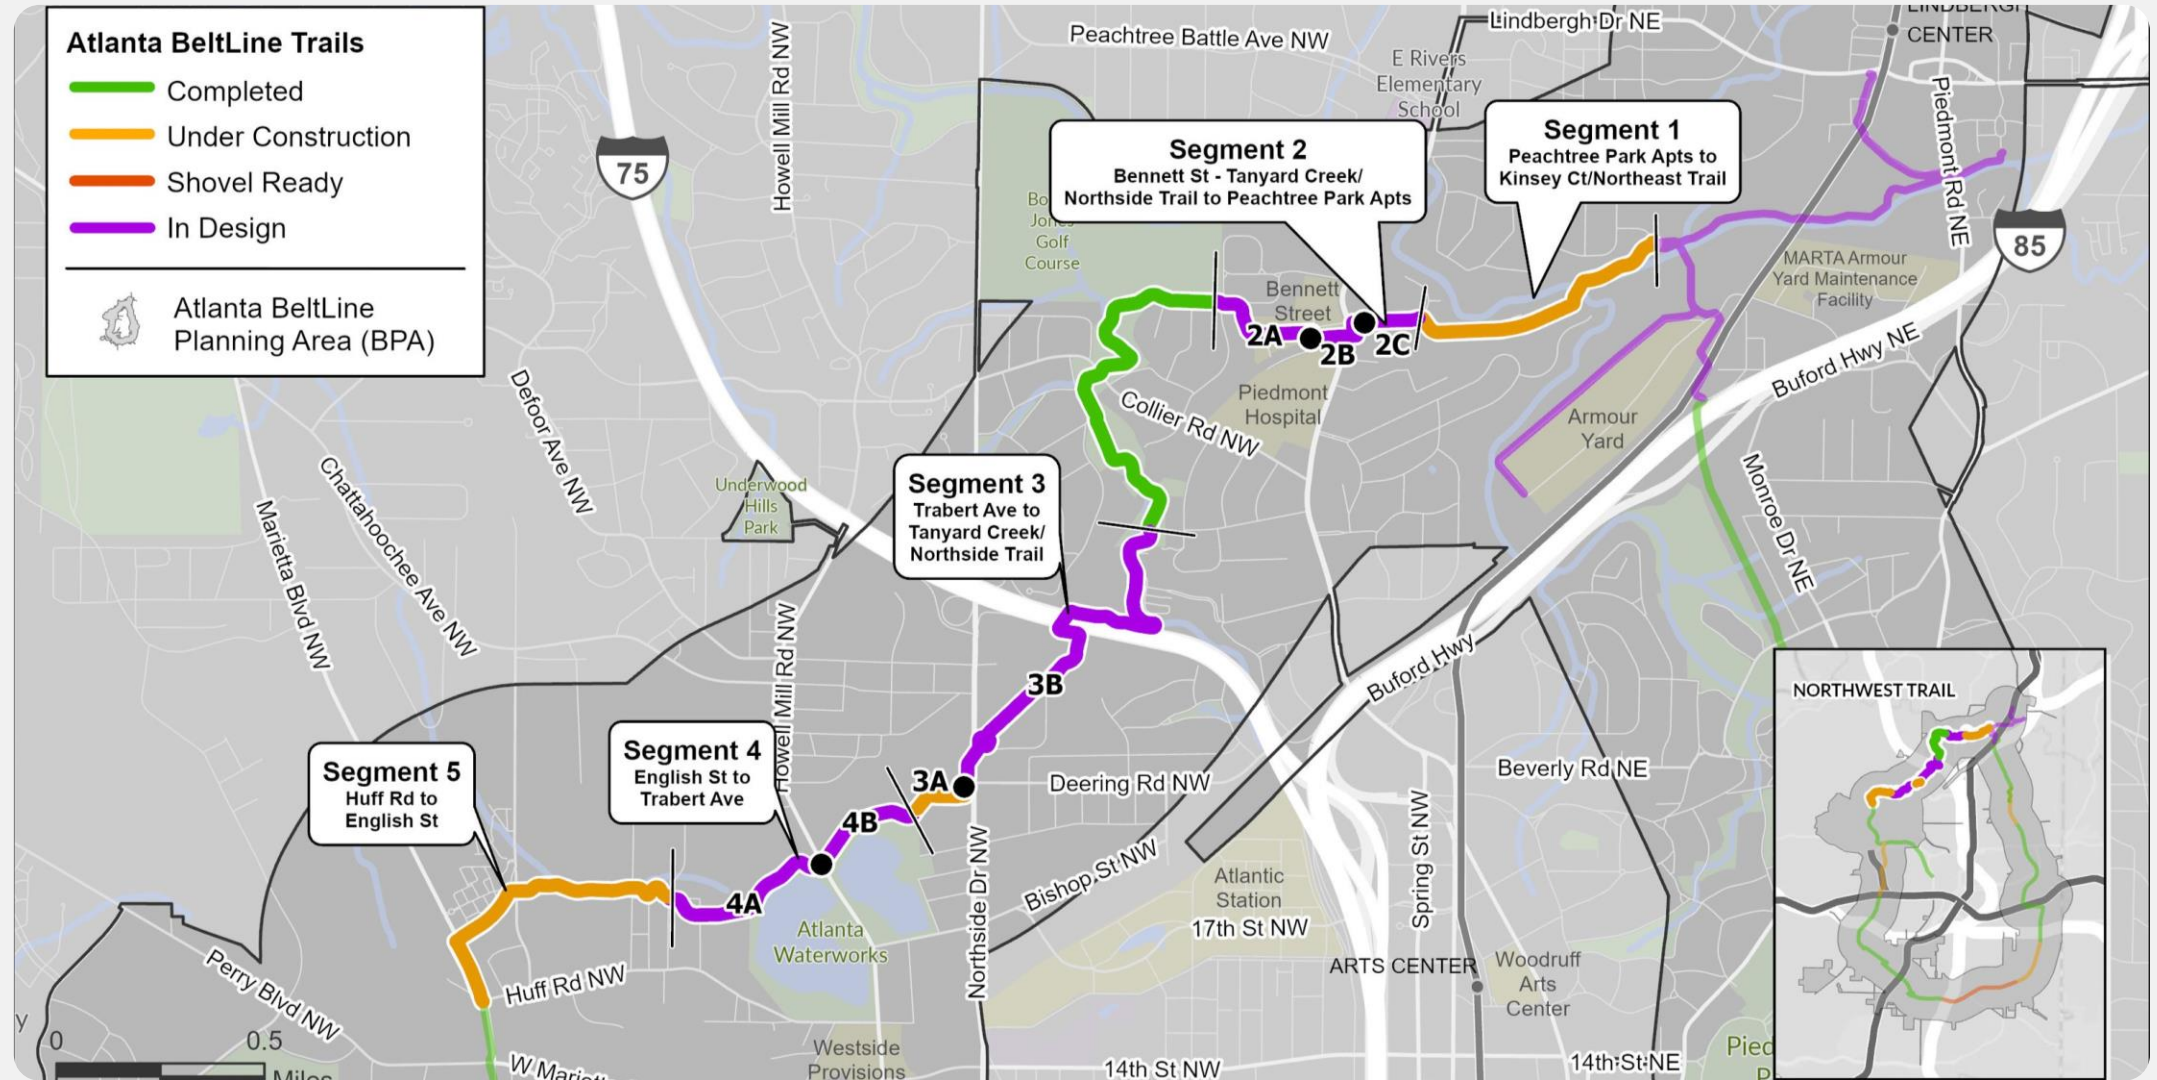 Atlanta BeltLine Trails
Completed
Under Construction
Shovel Ready
In Design
Atlanta BeltLine
Planning Area (BPA)
Peachtree Battle Ave NW
Lindbergh Dr NE
LINDBERGH
CENTER
E Rivers
Elementary
School
Howell Mill Rd NW
75
Piedmont Rd NE
85
Segment 2
Bennett St - Tanyard Creek/
Northside Trail to Peachtree Park Apts
Segment 1
Peachtree Park Apts to
Kinsey Ct/Northeast Trail
Golf
Course
MARTA Armour
Yard Maintenance
Facility
Bennett
Street
2A
2B
2C
Piedmont
Hospital
Collier Rd NW
Buford Hwy NE
Armour
Yard
Defoor Ave NW
Chattahoochee Ave NW
Marietta Blvd NW
Underwood
Hills
Park
Segment 3
Trabert Ave to
Tanyard Creek/
Northside Trail
Monroe Dr NE
Howell Mill Rd NW
Buford Hwy
3B
NORTHWEST TRAIL
Segment 4
English St to
Trabert Ave
Segment 5
Huff Rd to
English St
3A
Deering Rd NW
Beverly Rd NE
4B
4A
Northside Dr NW
Bishop St NW
Spring St NW
Atlantic
Station
17th St NW
Atlanta
Waterworks
ARTS CENTER
Woodruff
Arts
Center
Huff Rd NW
Perry Blvd NW
0 0.5
Miles
Westside
Provisions
14th St NW
14th St NE